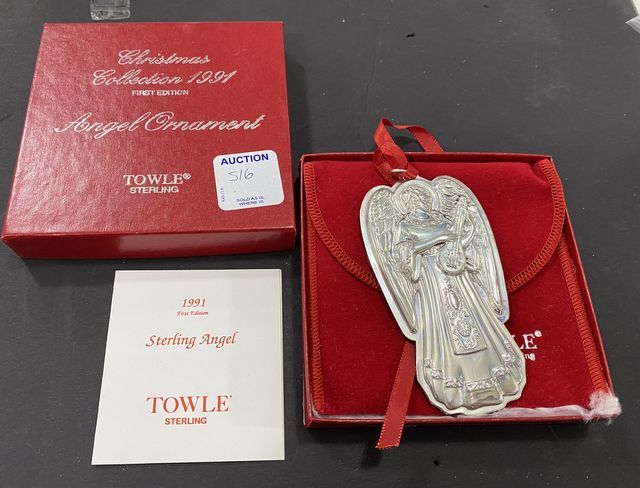 Christmas
Collection 1991
FIRST EDITION
Angel Ornament
TOWLE®
STERLING
AUCTION
516
SOLD AS IS,
WHERE IS
1991
First Edition
Sterling Angel
TOWLE
STERLING
LE®